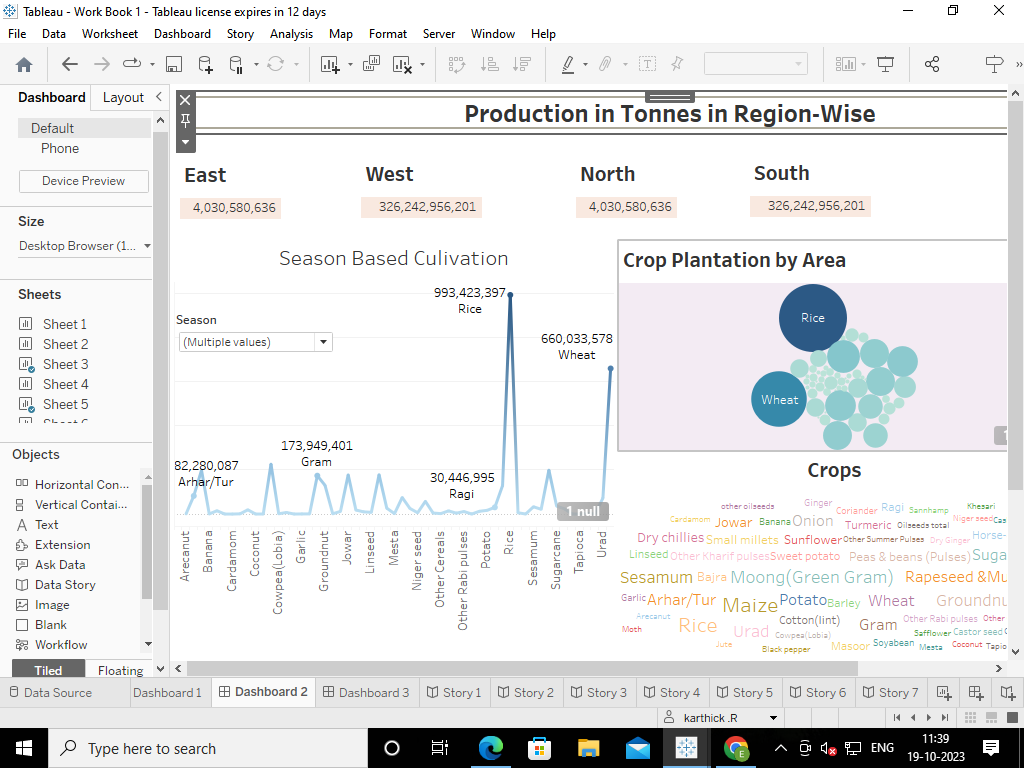 Tableau - Work Book 1 - Tableau license expires in 12 days
File Data Worksheet Dashboard Story Analysis Map Format Server Window Help
Dashboard Layout
Default
Phone
Device Preview
Size
Desktop Browser (1...
Sheets
Sheet 1
Sheet 2
Sheet 3
Sheet 4
Sheet 5
Objects
Horizontal Con...
Vertical Contai...
Text
Extension
Ask Data
Data Story
Image
Blank
Workflow
Tiled Floating
Production in Tonnes in Region-Wise
East West North South
4,030,580,636 326,242,956,201 4,030,580,636 326,242,956,201
Season Based Culivation
Season
(Multiple values)
993,423,397
Rice
660,033,578
Wheat
173,949,401
Gram
82,280,087
Arhar/Tur
30,446,995
Ragi
1 null
Arecanut
Banana
Cardamom
Coconut
Cowpea(Lobia)
Garlic
Groundnut
Jowar
Linseed
Mesta
Niger seed
Other Cereals
Other Rabi pulses
Potato
Rice
Sesamum
Sugarcane
Tapioca
Urad
Crop Plantation by Area
Rice
Wheat
Crops
other oilseeds Ginger Coriander Ragi Sannhamp Khesari
Cardamom Jowar Banana Onion Turmeric Oilseeds total Niger seed Cas
Dry chillies Small millets Sunflower Other Summer Pulses Dry Ginger Horse-
Linseed Other Kharif pulses Sweet potato Peas & beans (Pulses) Suga
Sesamum Bajra Moong(Green Gram) Rapeseed &Mu
Garlic Arhar/Tur Maize Potato Barley Wheat Groundnu
Arecanut Cotton(lint) Gram Other Rabi pulses Other
Moth Rice Urad Cowpea(Lobia) Safflower Castor seed
Jute Black pepper Masoor Soyabean Mesta Coconut Tapio
Data Source Dashboard 1 Dashboard 2 Dashboard 3 Story 1 Story 2 Story 3 Story 4 Story 5 Story 6 Story 7
karthick .R
Type here to search
E
ENG
11:39
19-10-2023